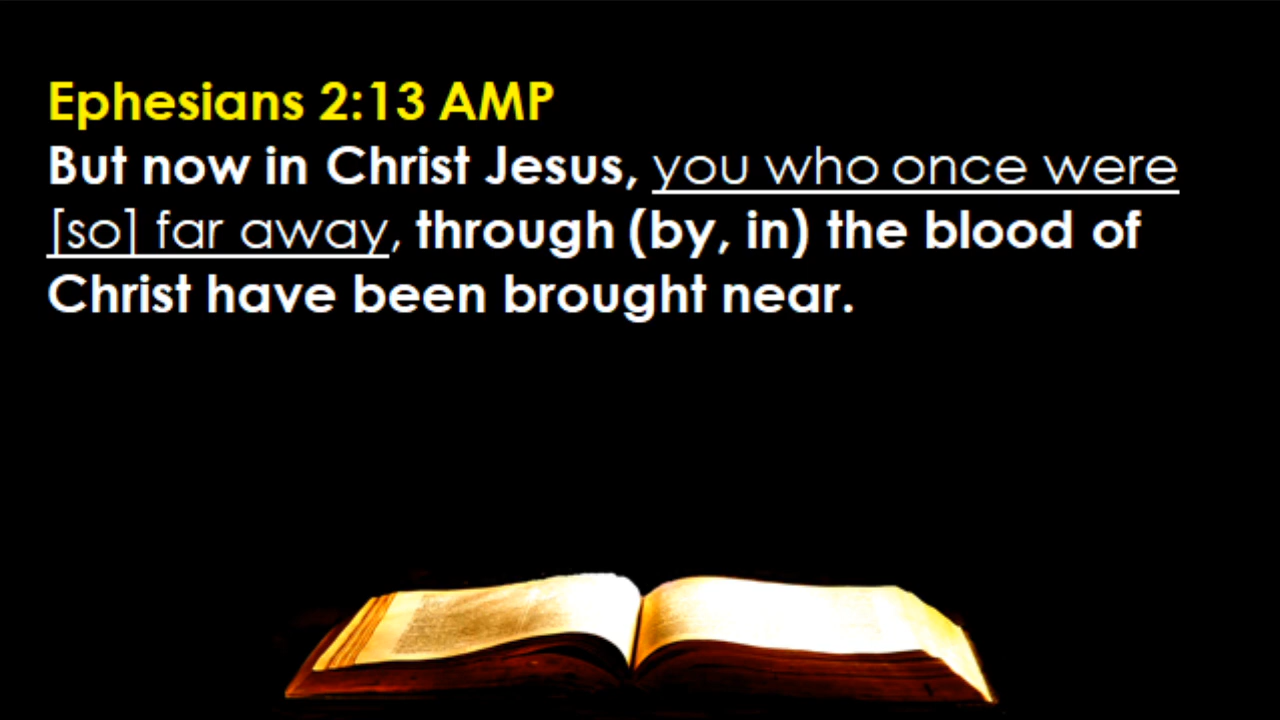 Ephesians 2:13 AMP
But now in Christ Jesus, you who once were
[so] far away, through (by, in) the blood of
Christ have been brought near.